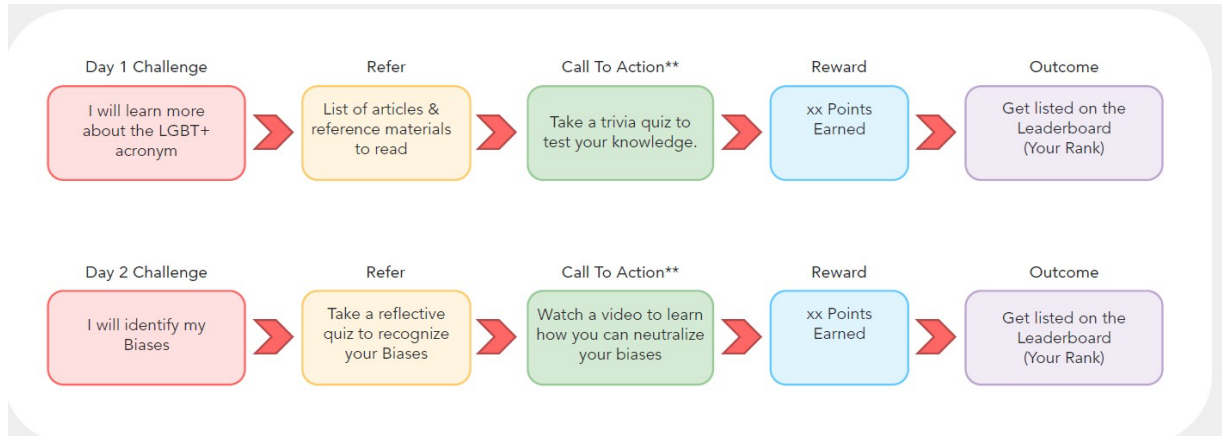 Day 1 Challenge
I will learn more
about the LGBT+
acronym
Refer
List of articles &
reference materials
to read
Call To Action**
Take a trivia quiz to
test your knowledge.
Reward
xx Points
Earned
Outcome
Get listed on the
Leaderboard
(Your Rank)
Day 2 Challenge
I will identify my
Biases
Refer
Take a reflective
quiz to recognize
your Biases
Call To Action**
Watch a video to learn
how you can neutralize
your biases
Reward
xx Points
Earned
Outcome
Get listed on the
Leaderboard
(Your Rank)